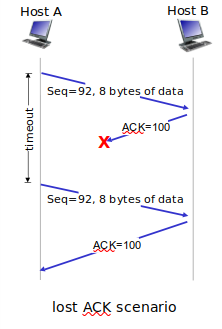 Host A
Host B
Seq=92, 8 bytes of data
timeout
ACK=100
X
Seq=92, 8 bytes of data
ACK=100
lost ACK scenario